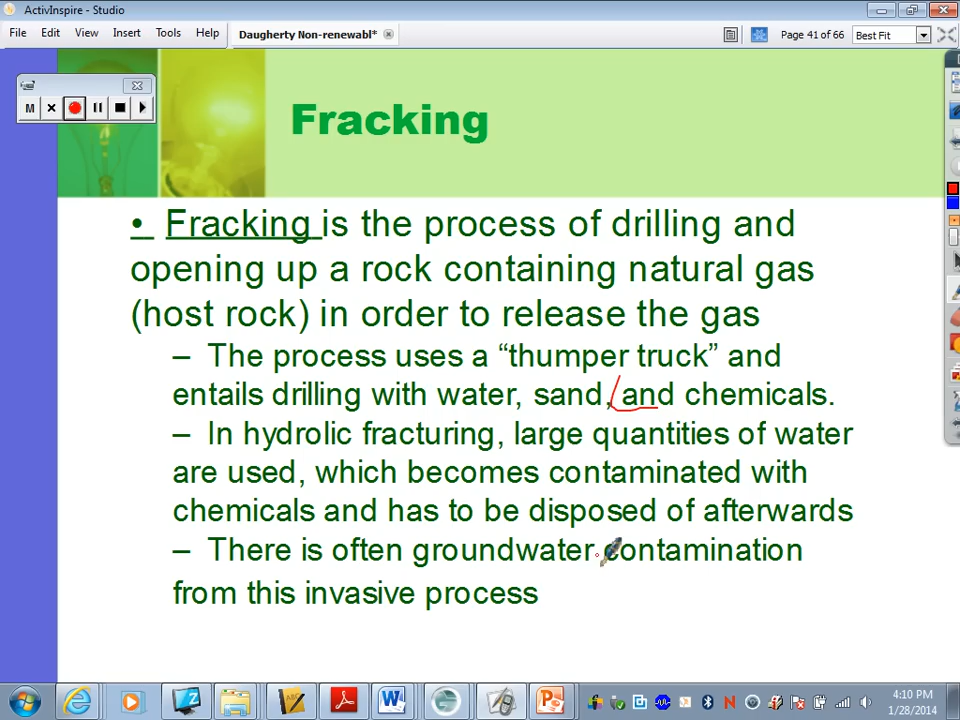 ActivInspire - Studio
File Edit View Insert Tools Help Daugherty Non-renewabl* Page 41 of 66 Best Fit
M
Fracking
• Fracking is the process of drilling and
opening up a rock containing natural gas
(host rock) in order to release the gas
– The process uses a “thumper truck” and
entails drilling with water, sand, and chemicals.
– In hydrolic fracturing, large quantities of water
are used, which becomes contaminated with
chemicals and has to be disposed of afterwards
– There is often groundwater contamination
from this invasive process
4:10 PM
1/28/2014